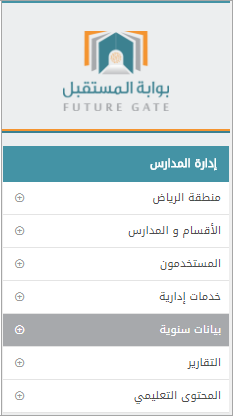 بوابة المستقبل
FUTURE GATE
إدارة المدارس
منطقة الرياض
الأقسام و المدارس
المستخدمون
خدمات إدارية
بيانات سنوية
التقارير
المحتوى التعليمي